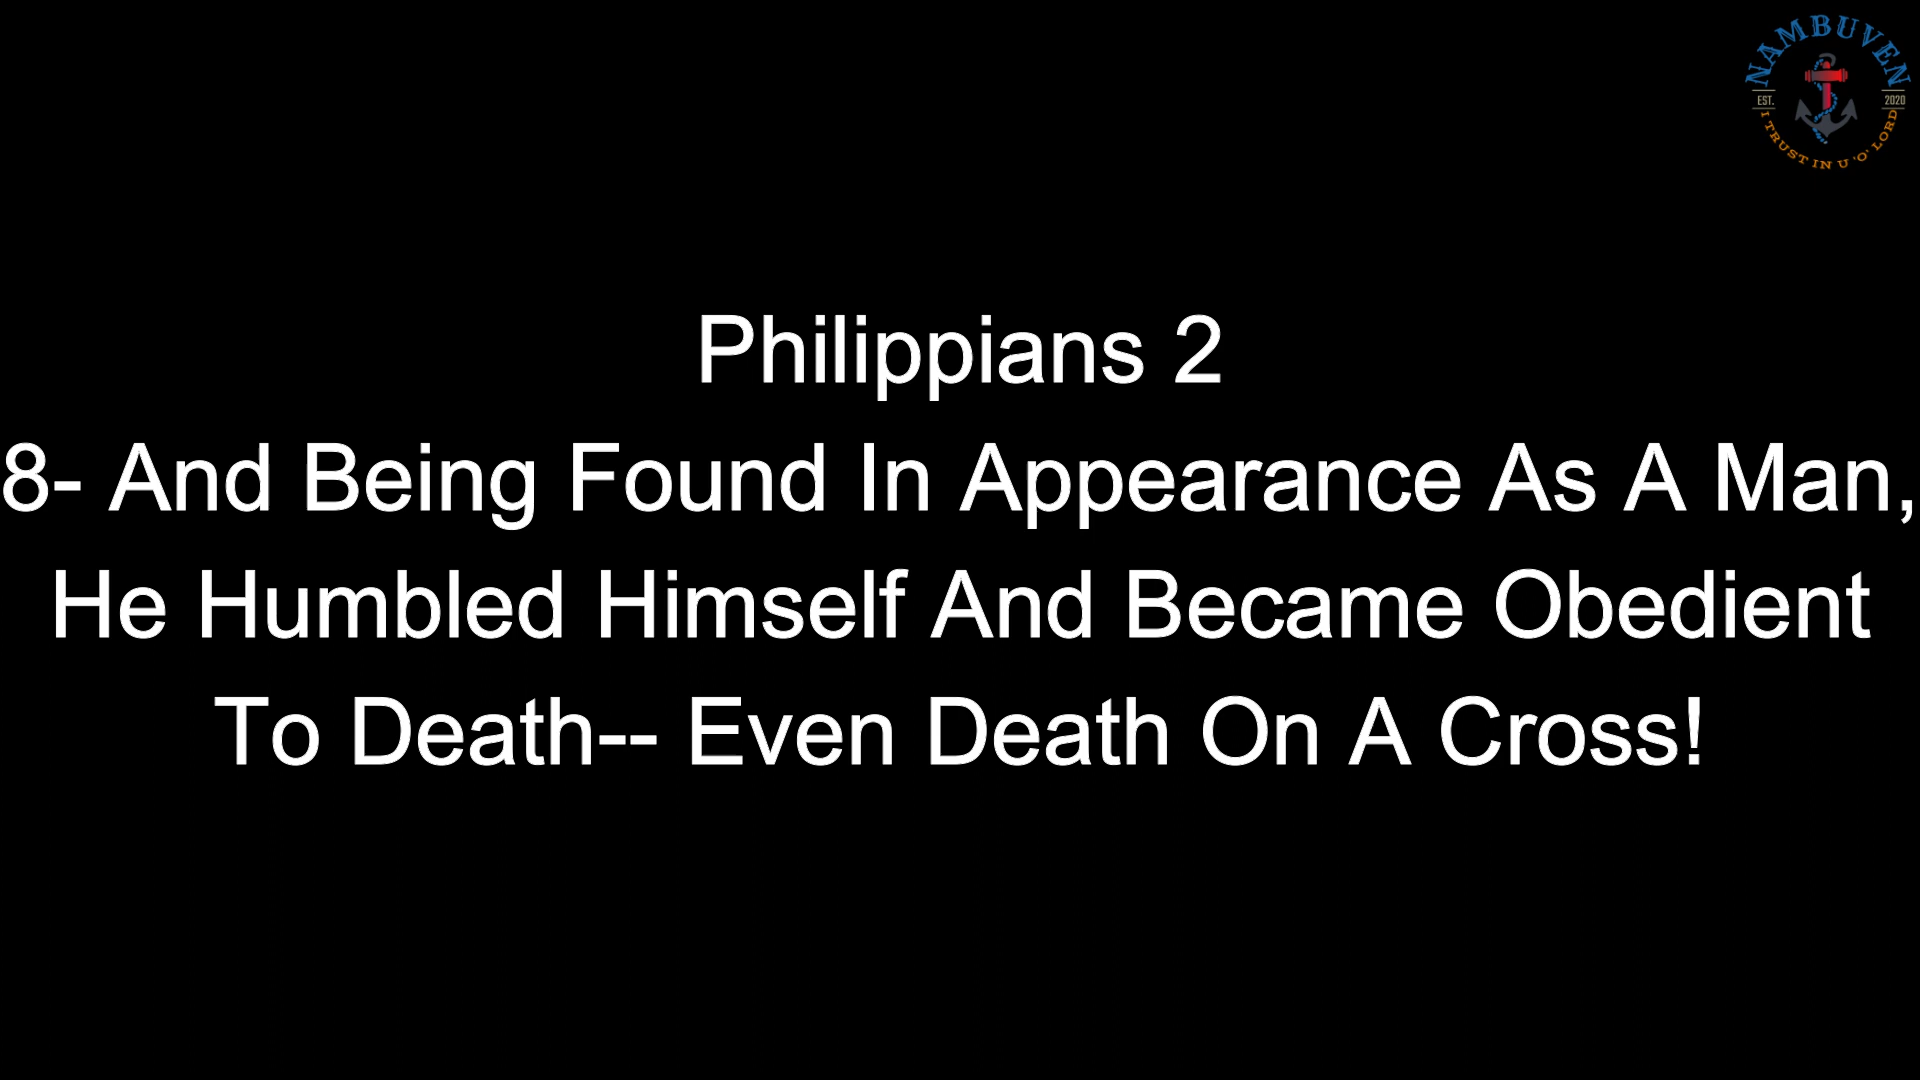 NAMBUVEN
EST. 2020
I TRUST IN U 'O' LORD
Philippians 2
8- And Being Found In Appearance As A Man,
He Humbled Himself And Became Obedient
To Death-- Even Death On A Cross!